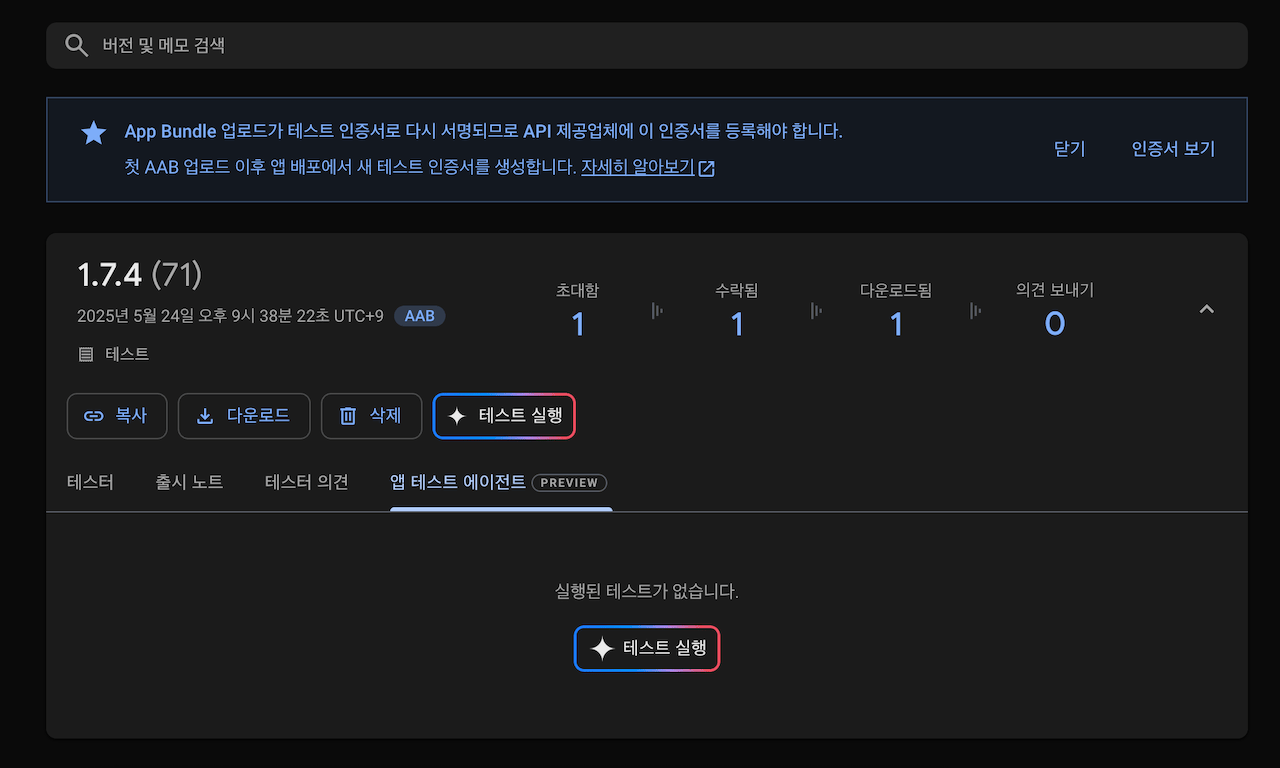 버전 및 메모 검색
App Bundle 업로드가 테스트 인증서로 다시 서명되므로 API 제공업체에 이 인증서를 등록해야 합니다.
첫 AAB 업로드 이후 앱 배포에서 새 테스트 인증서를 생성합니다. 자세히 알아보기
닫기
인증서 보기
1.7.4 (71)
2025년 5월 24일 오후 9시 38분 22초 UTC+9 AAB
테스트
초대함
1
수락됨
1
다운로드됨
1
의견 보내기
0
복사
다운로드
삭제
테스트 실행
테스터
출시 노트
테스터 의견
앱 테스트 에이전트 PREVIEW
실행된 테스트가 없습니다.
테스트 실행